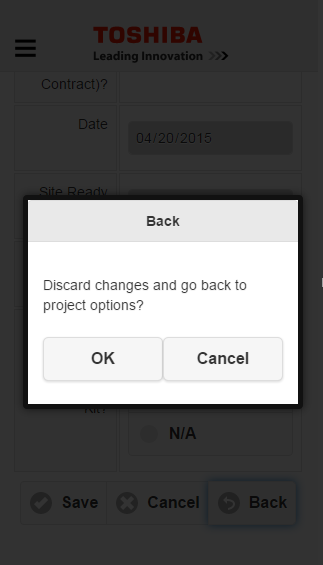 TOSHIBA
Leading Innovation >>>
Contract)?
Date
04/20/2015
Site Ready
Back
Discard changes and go back to
project options?
OK
Cancel
N/A
Save
Cancel
Back